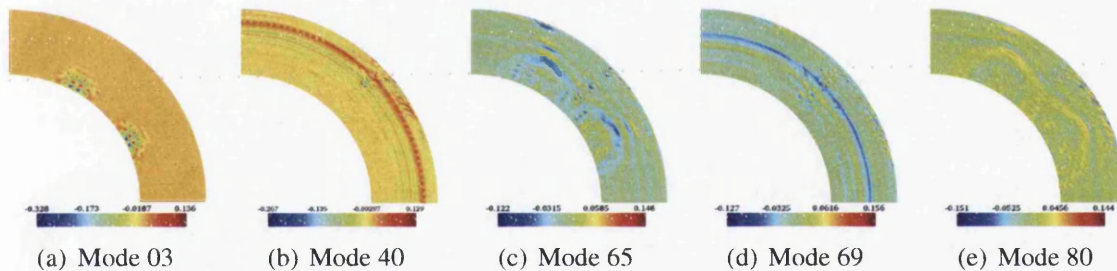 -0.328 -0.173 -0.0187 0.136
-0.267 -0.135 0.129
-0.122 -0.0315 0.0585 0.146
-0.127 -0.0325 0.0616 0.156
-0.151 -0.0525 0.0456 0.144
(a) Mode 03
(b) Mode 40
(c) Mode 65
(d) Mode 69
(e) Mode 80